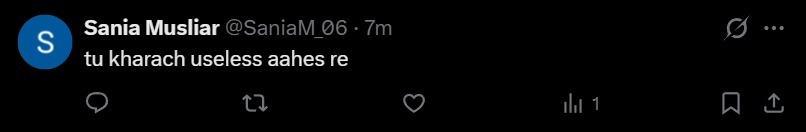 S
Sania Musliar @SaniaM_06 · 7m
tu kharach useless aahes re
1